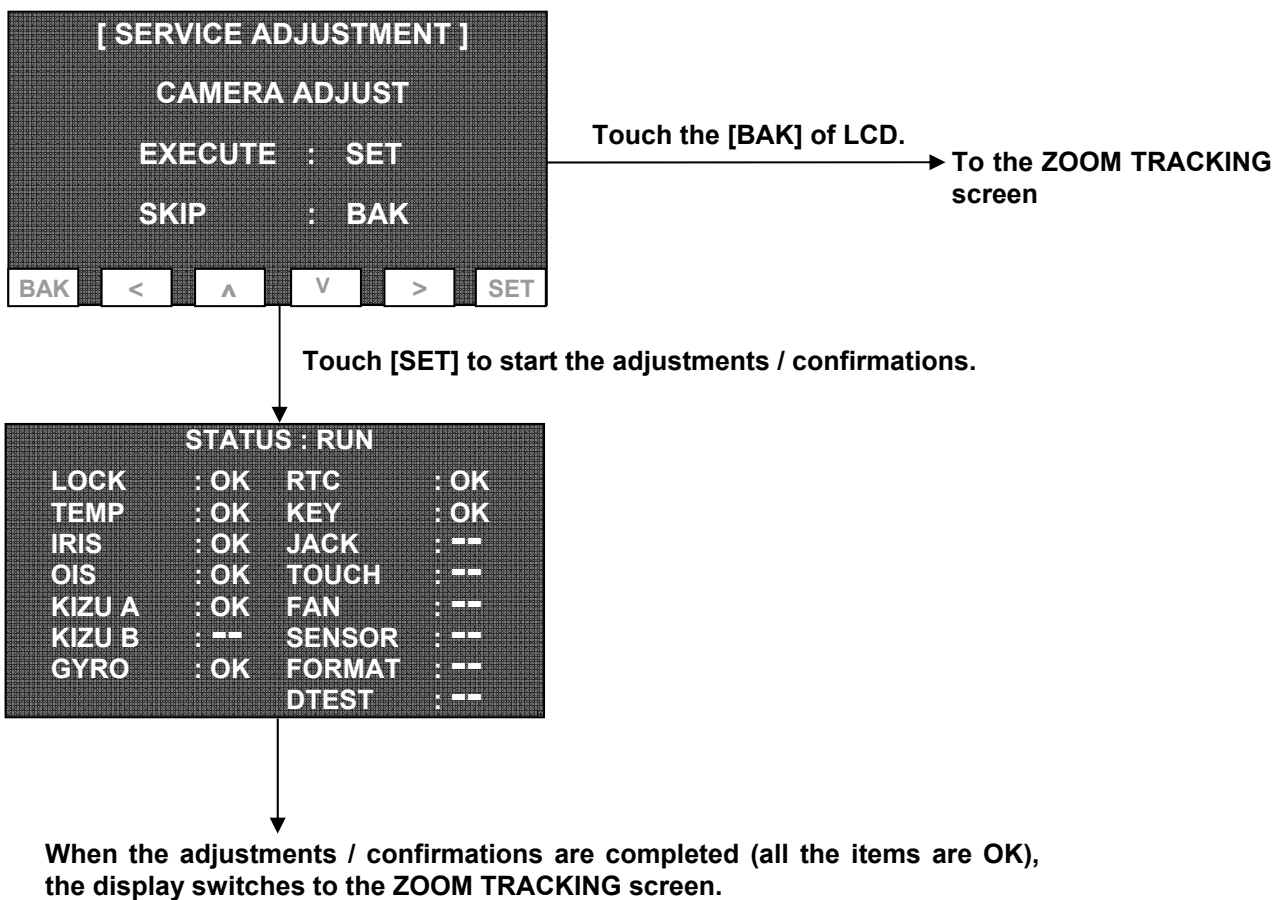 [ SERVICE ADJUSTMENT ]
CAMERA ADJUST
EXECUTE : SET
SKIP : BAK
BAK < ∧ V > SET
Touch the [BAK] of LCD.
To the ZOOM TRACKING
screen
Touch [SET] to start the adjustments / confirmations.
STATUS : RUN
LOCK : OK RTC : OK
TEMP : OK KEY : OK
IRIS : OK JACK : --
OIS : OK TOUCH : --
KIZU A : OK FAN : --
KIZU B : -- SENSOR : --
GYRO : OK FORMAT : --
DTEST : --
When the adjustments / confirmations are completed (all the items are OK),
the display switches to the ZOOM TRACKING screen.